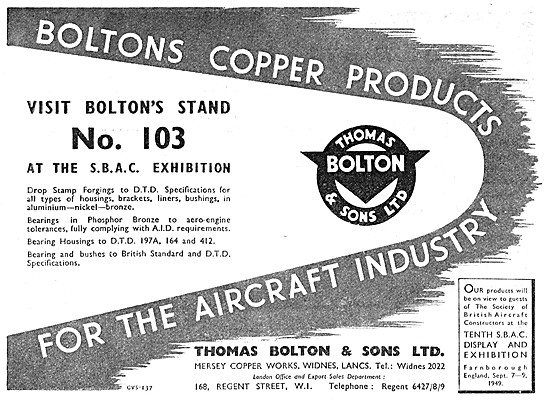 BOLTONS COPPER PRODUCTS
VISIT BOLTON'S STAND
No. 103
AT THE S.B.A.C. EXHIBITION
Drop Stamp Forgings to D.T.D. Specifications for
all types of housings, brackets, liners, bushings, in
aluminium—nickel—bronze.
Bearings in Phosphor Bronze to aero-engine
tolerances, fully complying with A.I.D. requirements.
Bearing Housings to D.T.D. 197A, 164 and 412.
Bearing and bushes to British Standard and D.T.D.
Specifications.
THOMAS
BOLTON
& SONS LTD
FOR THE AIRCRAFT INDUSTRY
OUR products will
be on view to guests
of The Society of
British Aircraft
Constructors at the
TENTH S.B.A.C.
DISPLAY AND
EXHIBITION
Farnborough
England, Sept. 7—9,
1949.
THOMAS BOLTON & SONS LTD.
MERSEY COPPER WORKS, WIDNES, LANCS. Tel.: Widnes 2022
London Office and Export Sales Department :
168, REGENT STREET, W.1. Telephone : Regent 6427/8/9
CVS-137